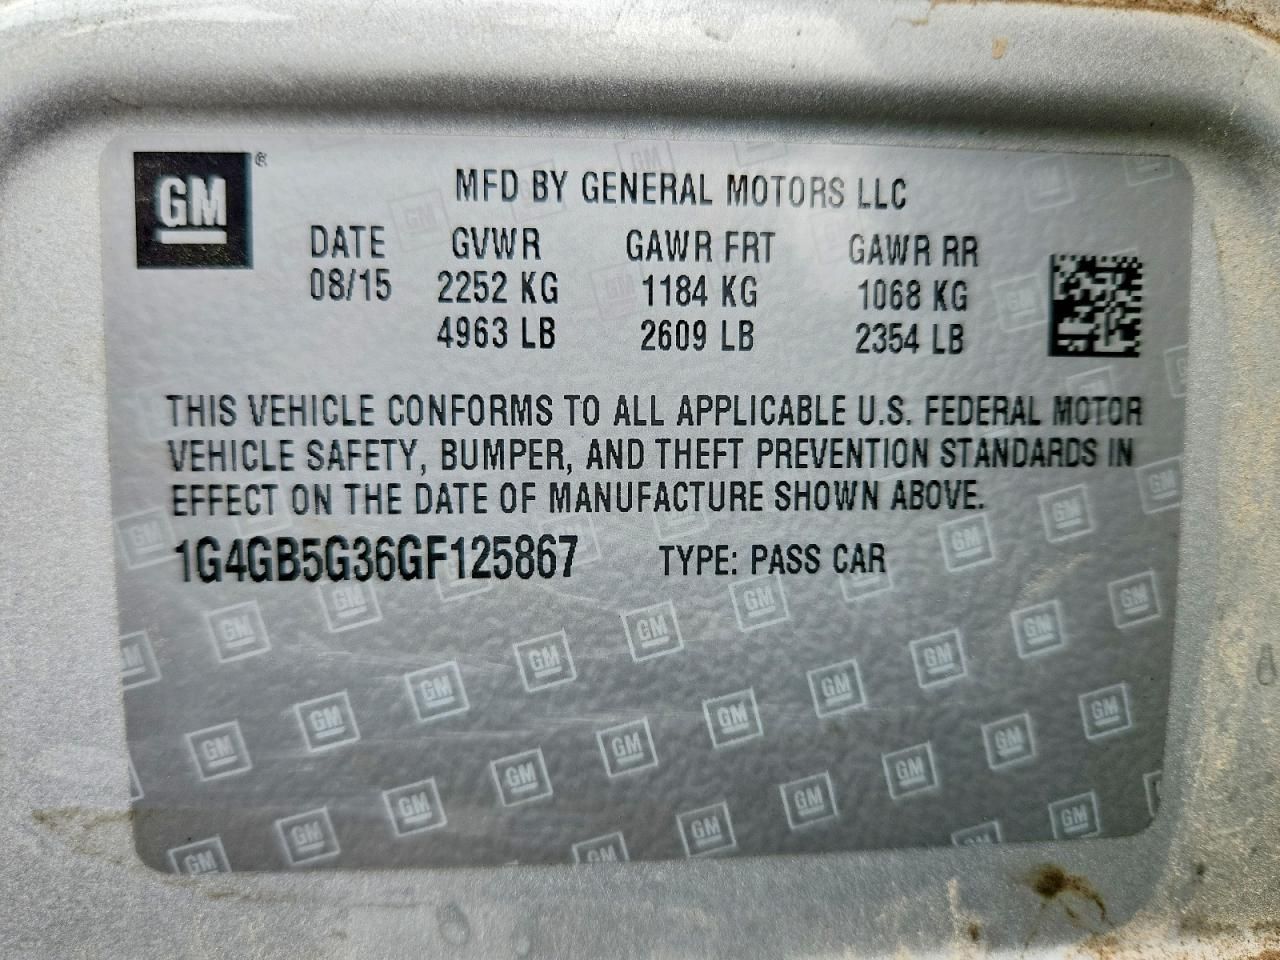 GM ®
MFD BY GENERAL MOTORS LLC
DATE GVWR GAWR FRT GAWR RR
08/15 2252 KG 1184 KG 1068 KG
4963 LB 2609 LB 2354 LB
THIS VEHICLE CONFORMS TO ALL APPLICABLE U.S. FEDERAL MOTOR
VEHICLE SAFETY, BUMPER, AND THEFT PREVENTION STANDARDS IN
EFFECT ON THE DATE OF MANUFACTURE SHOWN ABOVE.
1G4GB5G36GF125867 TYPE: PASS CAR